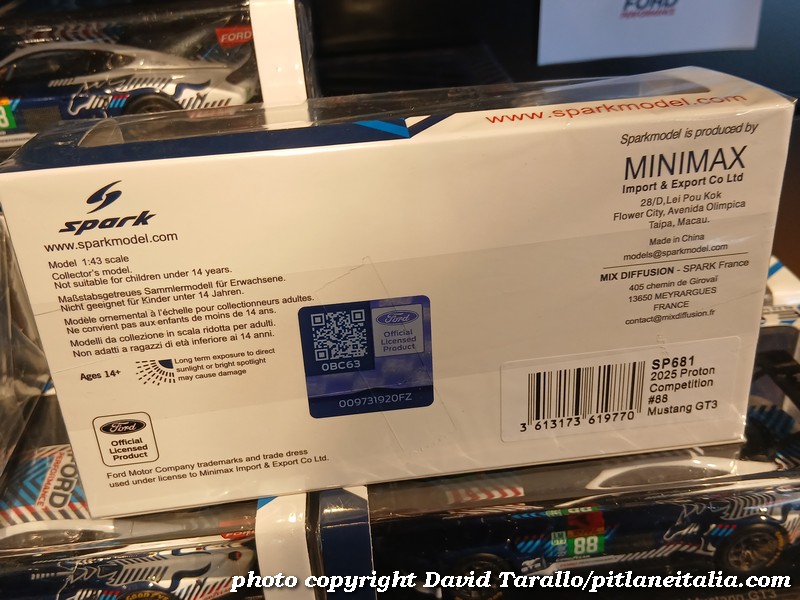 FORD
PERFORMANCE
FORD
88
www.sparkmodel.com
Sparkmodel is produced by
MINIMAX
Import & Export Co Ltd
28/D,Lei Pou Kok
Flower City, Avenida Olimpica
Taipa, Macau.
Made in China
models@sparkmodel.com
MIX DIFFUSION - SPARK France
405 chemin de Giroval
13650 MEYRARGUES
FRANCE
contact@mixdiffusion.fr
spark
www.sparkmodel.com
Model 1:43 scale
Collector's model.
Not suitable for children under 14 years.
Maßstabsgetreues Sammlermodell für Erwachsene.
Nicht geeignet für Kinder unter 14 Jahren.
Modèle ornemental à l'échelle pour collectionneurs adultes.
Ne convient pas aux enfants de moins de 14 ans.
Modelli da collezione in scala ridotta per adulti.
Non adatti a ragazzi di età inferiore ai 14 anni.
Ages 14+
Long term exposure to direct
sunlight or bright spotlight
may cause damage
Ford
Official
Licensed
Product
0BC63
009731920FZ
SP681
2025 Proton
Competition
#88
Mustang GT3
3 613173 619770
Ford
Official
Licensed
Product
Ford Motor Company trademarks and trade dress
used under license to Minimax Import & Export Co Ltd.
FORD
PERFORMANCE
88
Mustang GT3
photo copyright David Tarallo/pitlaneitalia.com